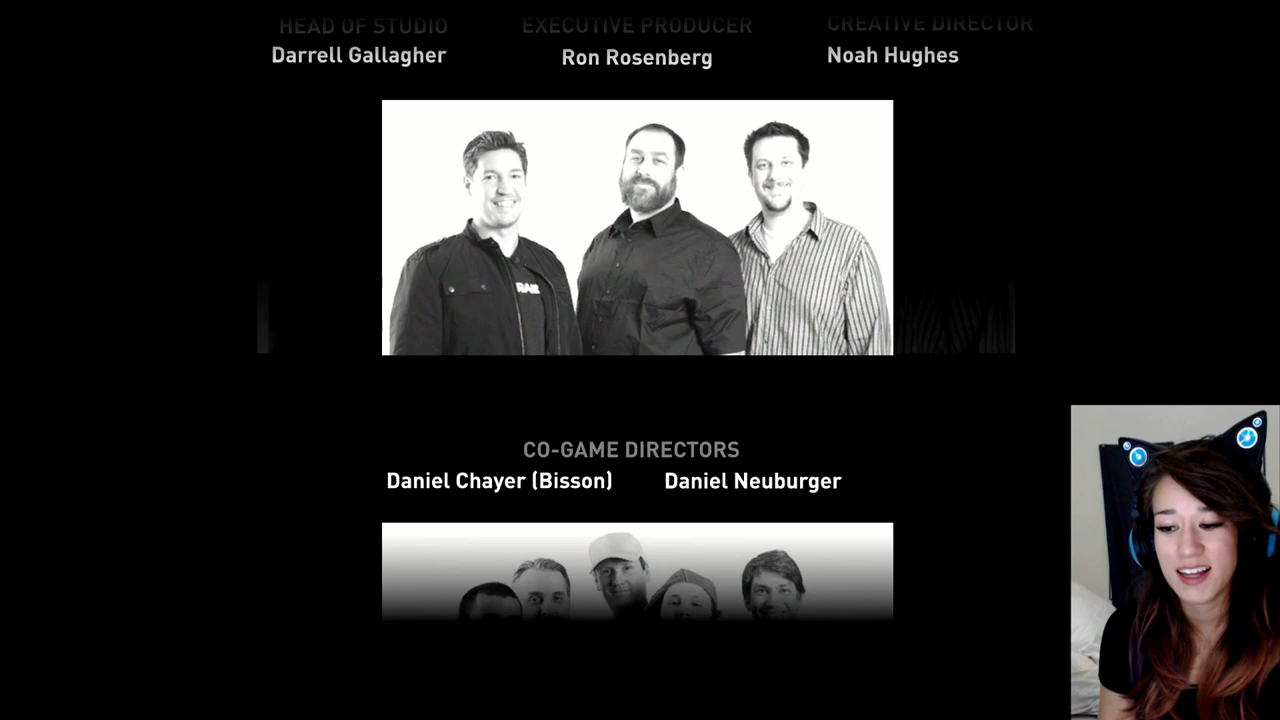 HEAD OF STUDIO EXECUTIVE PRODUCER CREATIVE DIRECTOR
Darrell Gallagher Ron Rosenberg Noah Hughes
CO-GAME DIRECTORS
Daniel Chayer (Bisson) Daniel Neuburger